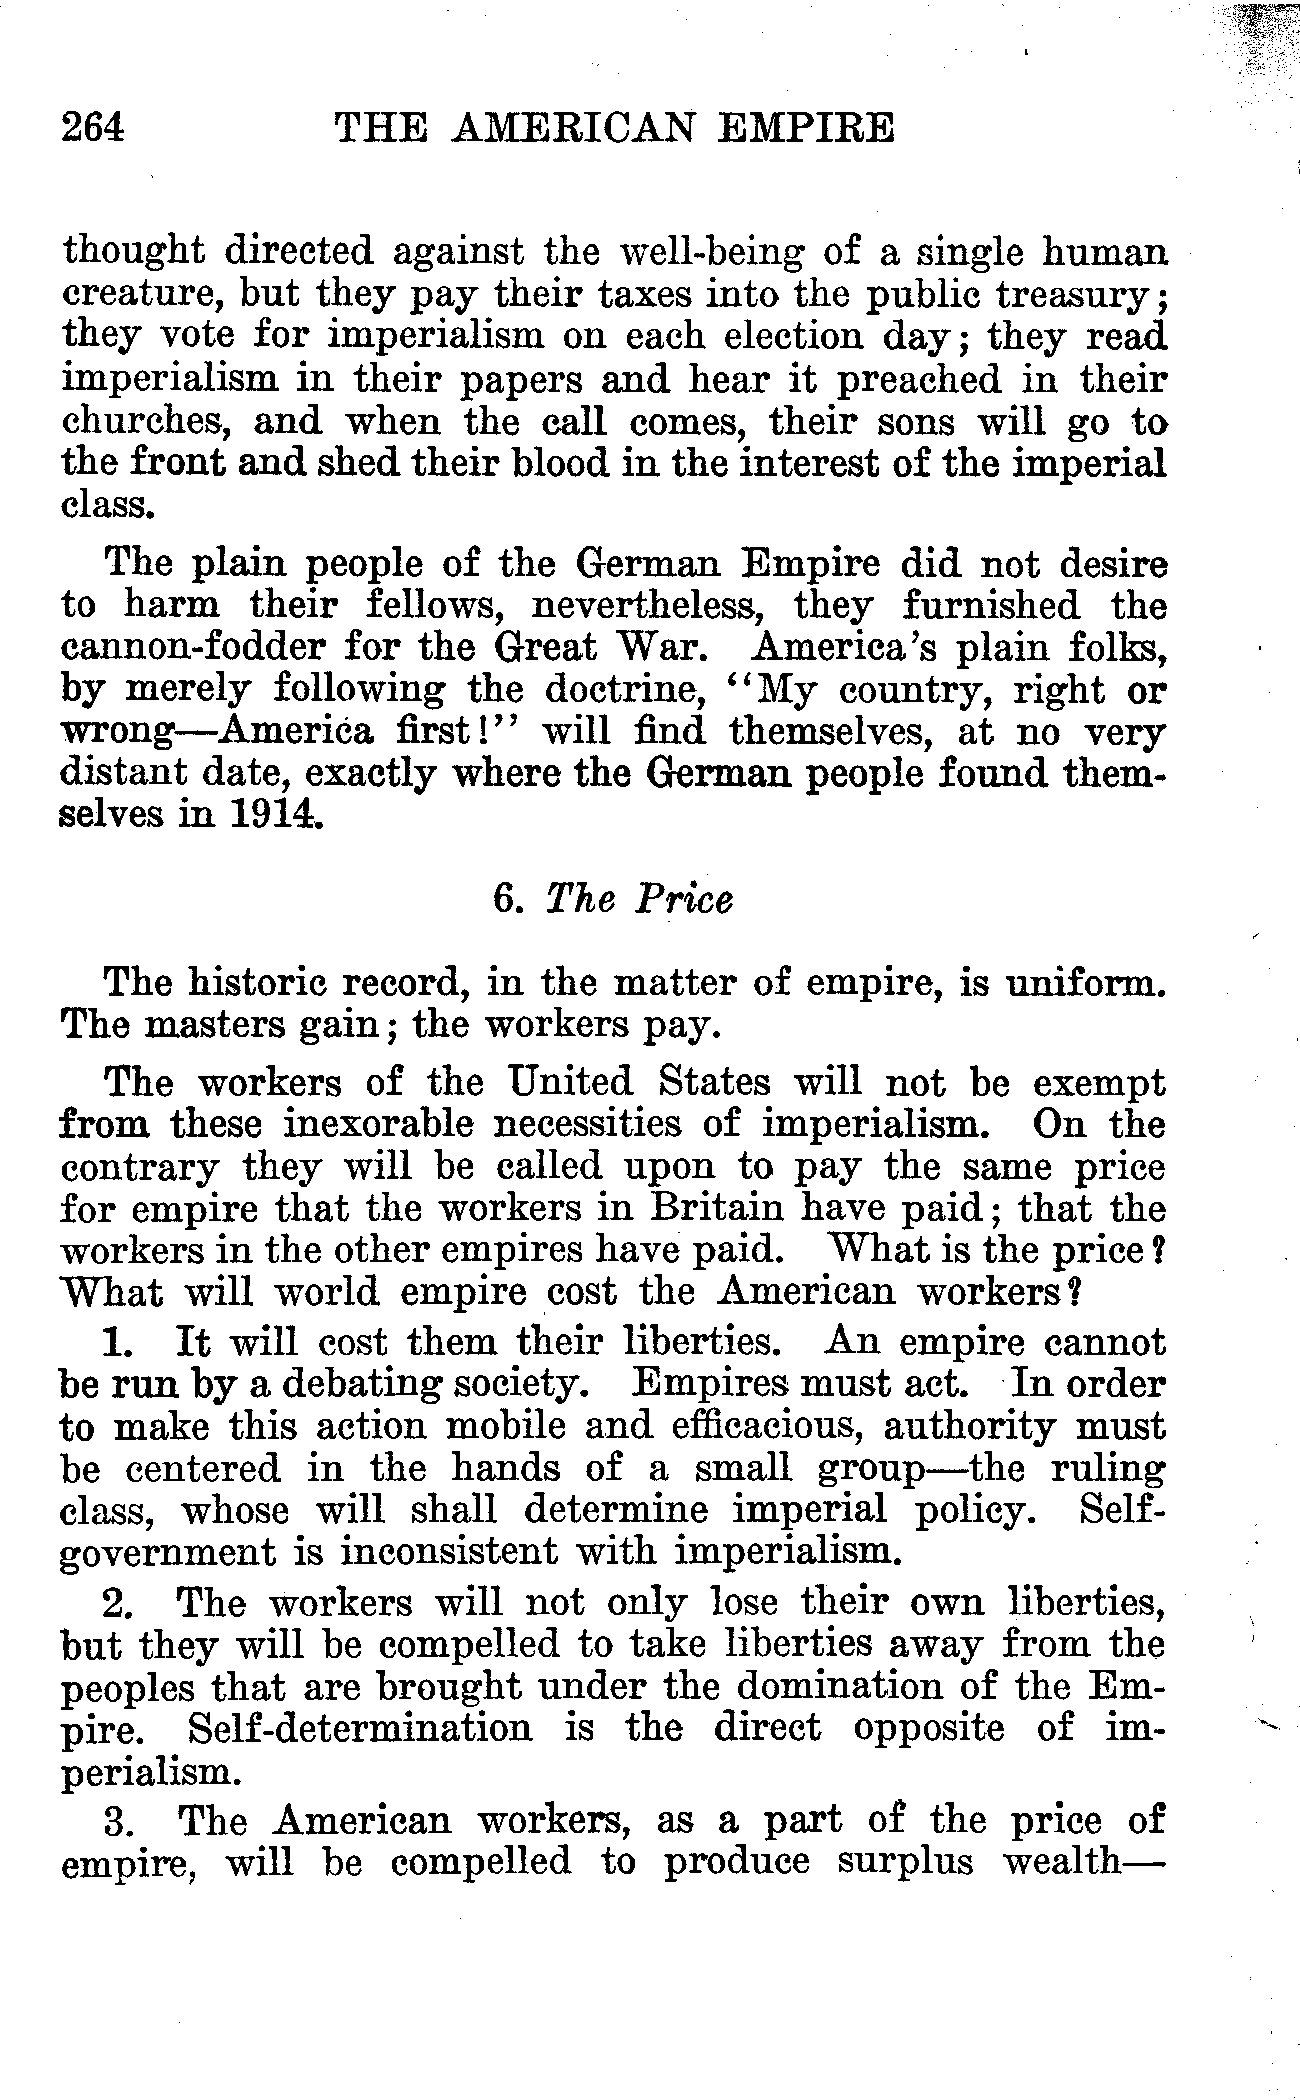 264 THE AMERICAN EMPIRE
thought directed against the well-being of a single human
creature, but they pay their taxes into the public treasury;
they vote for imperialism on each election day; they read
imperialism in their papers and hear it preached in their
churches, and when the call comes, their sons will go to
the front and shed their blood in the interest of the imperial
class.
The plain people of the German Empire did not desire
to harm their fellows, nevertheless, they furnished the
cannon-fodder for the Great War. America's plain folks,
by merely following the doctrine, "My country, right or
wrong—America first!" will find themselves, at no very
distant date, exactly where the German people found them-
selves in 1914.
6. The Price
The historic record, in the matter of empire, is uniform.
The masters gain; the workers pay.
The workers of the United States will not be exempt
from these inexorable necessities of imperialism. On the
contrary they will be called upon to pay the same price
for empire that the workers in Britain have paid; that the
workers in the other empires have paid. What is the price?
What will world empire cost the American workers?
1. It will cost them their liberties. An empire cannot
be run by a debating society. Empires must act. In order
to make this action mobile and efficacious, authority must
be centered in the hands of a small group—the ruling
class, whose will shall determine imperial policy. Self-
government is inconsistent with imperialism.
2. The workers will not only lose their own liberties,
but they will be compelled to take liberties away from the
peoples that are brought under the domination of the Em-
pire. Self-determination is the direct opposite of im-
perialism.
3. The American workers, as a part of the price of
empire, will be compelled to produce surplus wealth—